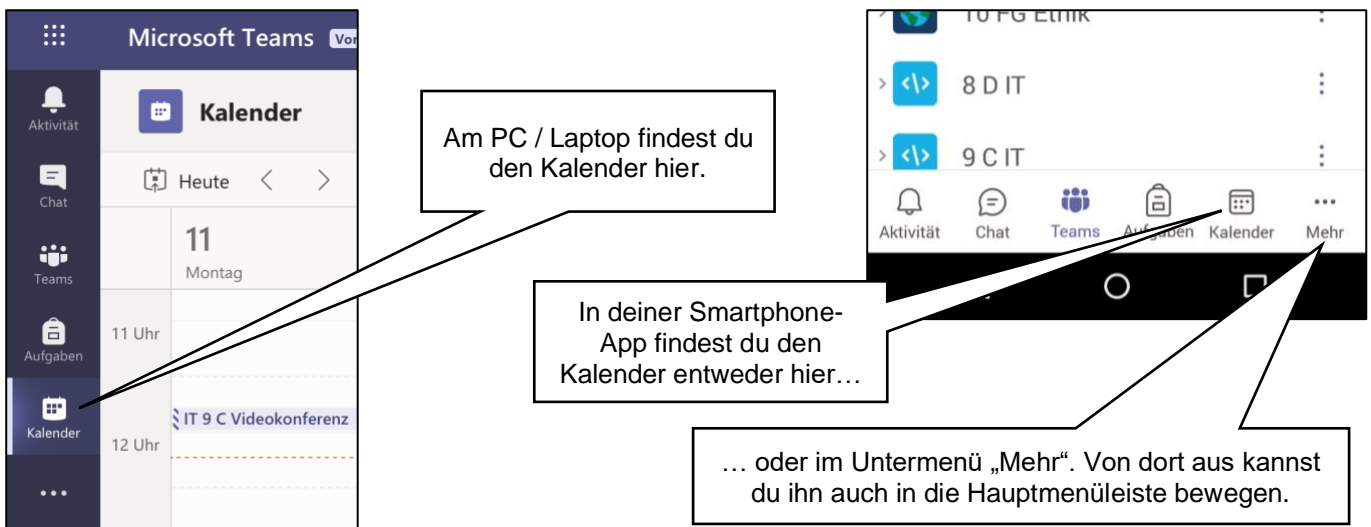 Microsoft Teams
Aktivität
Kalender
Chat
Heute
11
Montag
Teams
11 Uhr
Aufgaben
IT 9 C Videokonferenz
Kalender
12 Uhr
Am PC / Laptop findest du
den Kalender hier.
10 FG Ethik
8 D IT
9 C IT
Aktivität Chat Teams Aufgaben Kalender Mehr
In deiner Smartphone-
App findest du den
Kalender entweder hier…
… oder im Untermenü „Mehr“. Von dort aus kannst
du ihn auch in die Hauptmenüleiste bewegen.